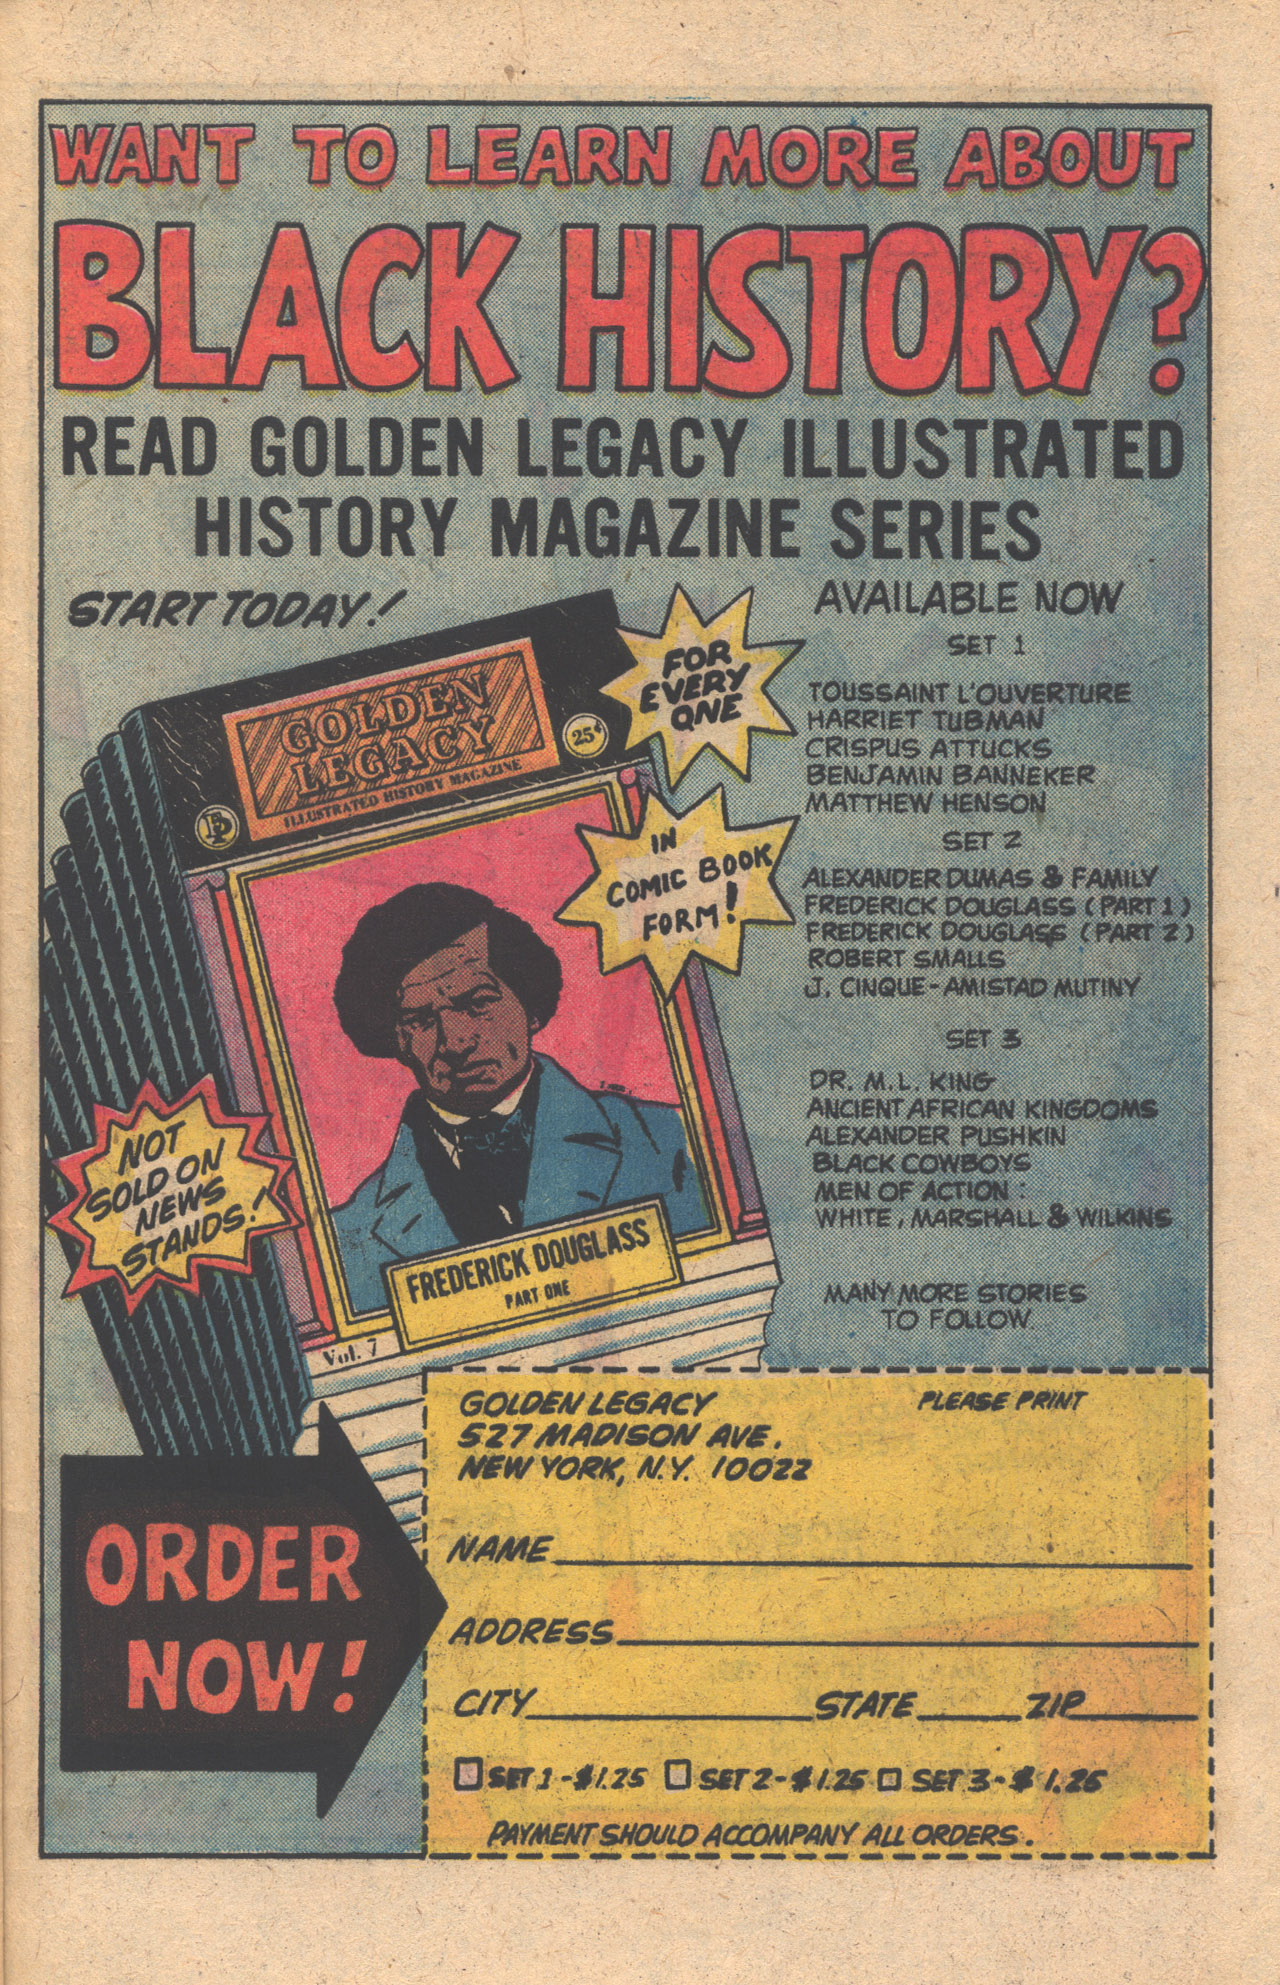 WANT TO LEARN MORE ABOUT
BLACK HISTORY?
READ GOLDEN LEGACY ILLUSTRATED
HISTORY MAGAZINE SERIES
START TODAY!
GOLDEN
LEGACY
ILLUSTRATED HISTORY MAGAZINE
25¢
FP
FOR
EVERY
ONE
IN
COMIC BOOK
FORM!
NOT
SOLD ON
NEWS
STANDS!
FREDERICK DOUGLASS
PART ONE
Vol. 7
AVAILABLE NOW
SET 1
TOUSSAINT L'OUVERTURE
HARRIET TUBMAN
CRISPUS ATTUCKS
BENJAMIN BANNEKER
MATTHEW HENSON
SET 2
ALEXANDER DUMAS & FAMILY
FREDERICK DOUGLASS (PART 1)
FREDERICK DOUGLASS (PART 2)
ROBERT SMALLS
J. CINQUE-AMISTAD MUTINY
SET 3
DR. M.L. KING
ANCIENT AFRICAN KINGDOMS
ALEXANDER PUSHKIN
BLACK COWBOYS
MEN OF ACTION:
WHITE, MARSHALL & WILKINS
MANY MORE STORIES
TO FOLLOW.
ORDER
NOW!
GOLDEN LEGACY PLEASE PRINT
527 MADISON AVE.
NEW YORK, N.Y. 10022
NAME
ADDRESS
CITY STATE ZIP
SET 1-$1.25 SET 2-$1.25 SET 3-$1.25
PAYMENT SHOULD ACCOMPANY ALL ORDERS.